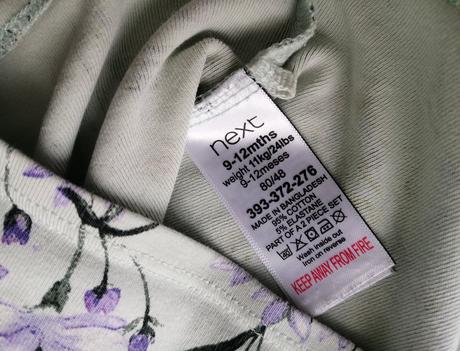 next
9-12mths
weight 11kg/24lbs
9-12meses
80/48
393-372-276
MADE IN BANGLADESH
95% COTTON
5% ELASTANE
PART OF A 2 PIECE SET
Wash inside out
iron on reverse
KEEP AWAY FROM FIRE